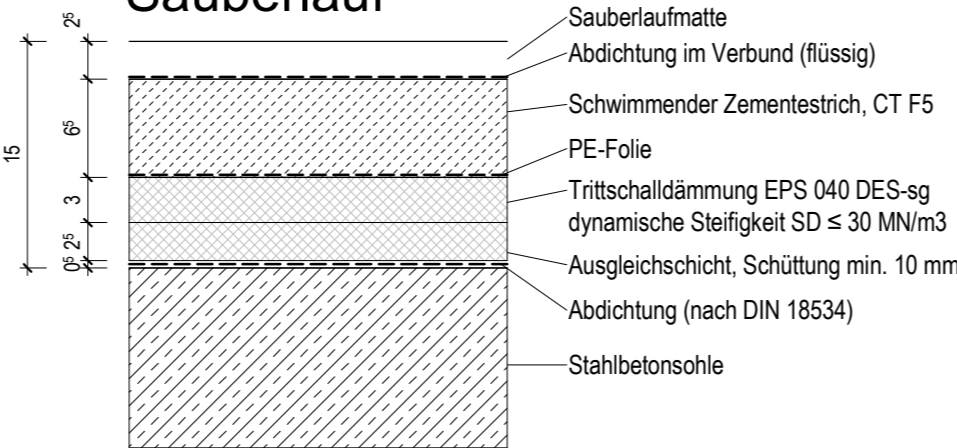 Sauberlauf
Sauberlaufmatte
Abdichtung im Verbund (flüssig)
Schwimmender Zementestrich, CT F5
PE-Folie
Trittschalldämmung EPS 040 DES-sg
dynamische Steifigkeit SD ≤ 30 MN/m3
Ausgleichschicht, Schüttung min. 10 mm
Abdichtung (nach DIN 18534)
Stahlbetonsohle
15
2⁵
6⁵
3
2⁵
0⁵